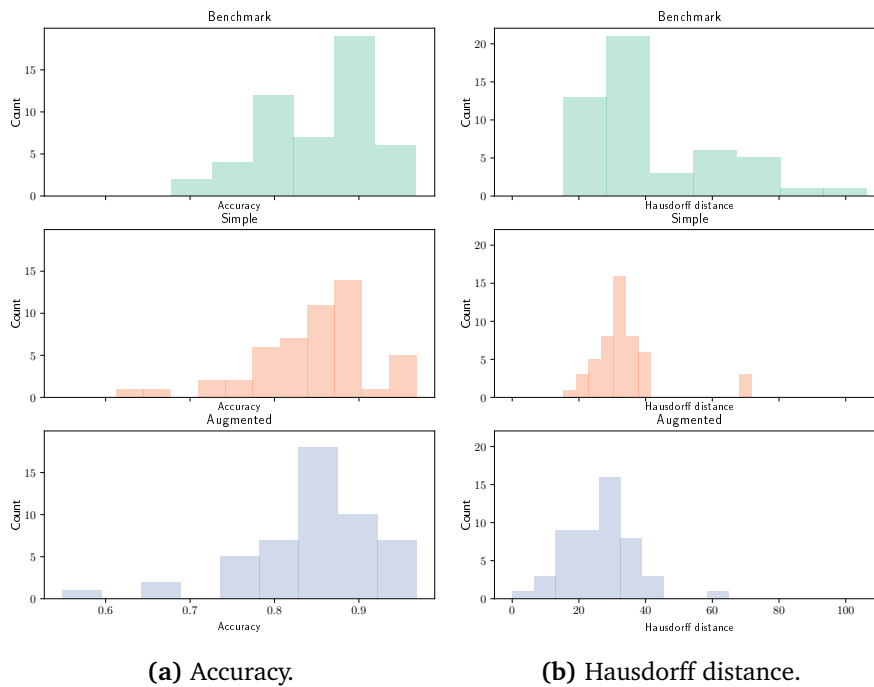 Benchmark
Count
15
10
5
0
Accuracy
Simple
Count
15
10
5
0
Accuracy
Augmented
Count
15
10
5
0
0.6 0.7 0.8 0.9
Accuracy
(a) Accuracy.
Benchmark
Count
20
15
10
5
0
Hausdorff distance
Simple
Count
20
15
10
5
0
Hausdorff distance
Augmented
Count
20
15
10
5
0
0 20 40 60 80 100
Hausdorff distance
(b) Hausdorff distance.